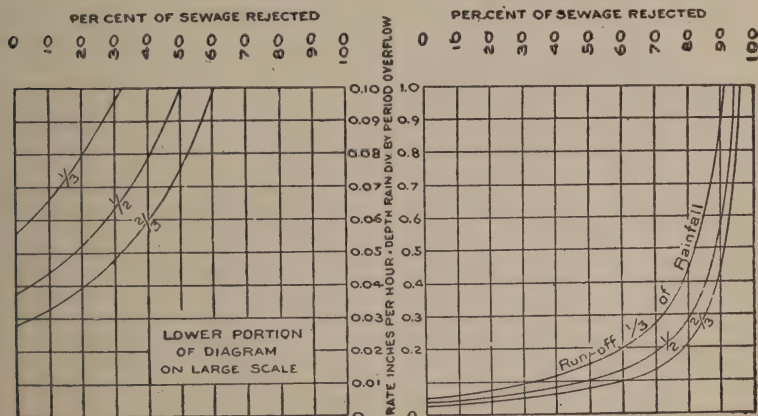 PER CENT OF SEWAGE REJECTED
0 10 20 30 40 50 60 70 80 90 100
0.10
0.09
0.08
0.07
0.06
0.05
0.04
0.03
0.02
0.01
0
1/3
1/2
2/3
LOWER PORTION
OF DIAGRAM
ON LARGE SCALE
RATE INCHES PER HOUR = DEPTH RAIN DIV. BY PERIOD OVERFLOW
PER CENT OF SEWAGE REJECTED
0 10 20 30 40 50 60 70 80 90 100
1.0
0.9
0.8
0.7
0.6
0.5
0.4
0.3
0.2
0
Run-off 1/3 of Rainfall
1/2
2/3